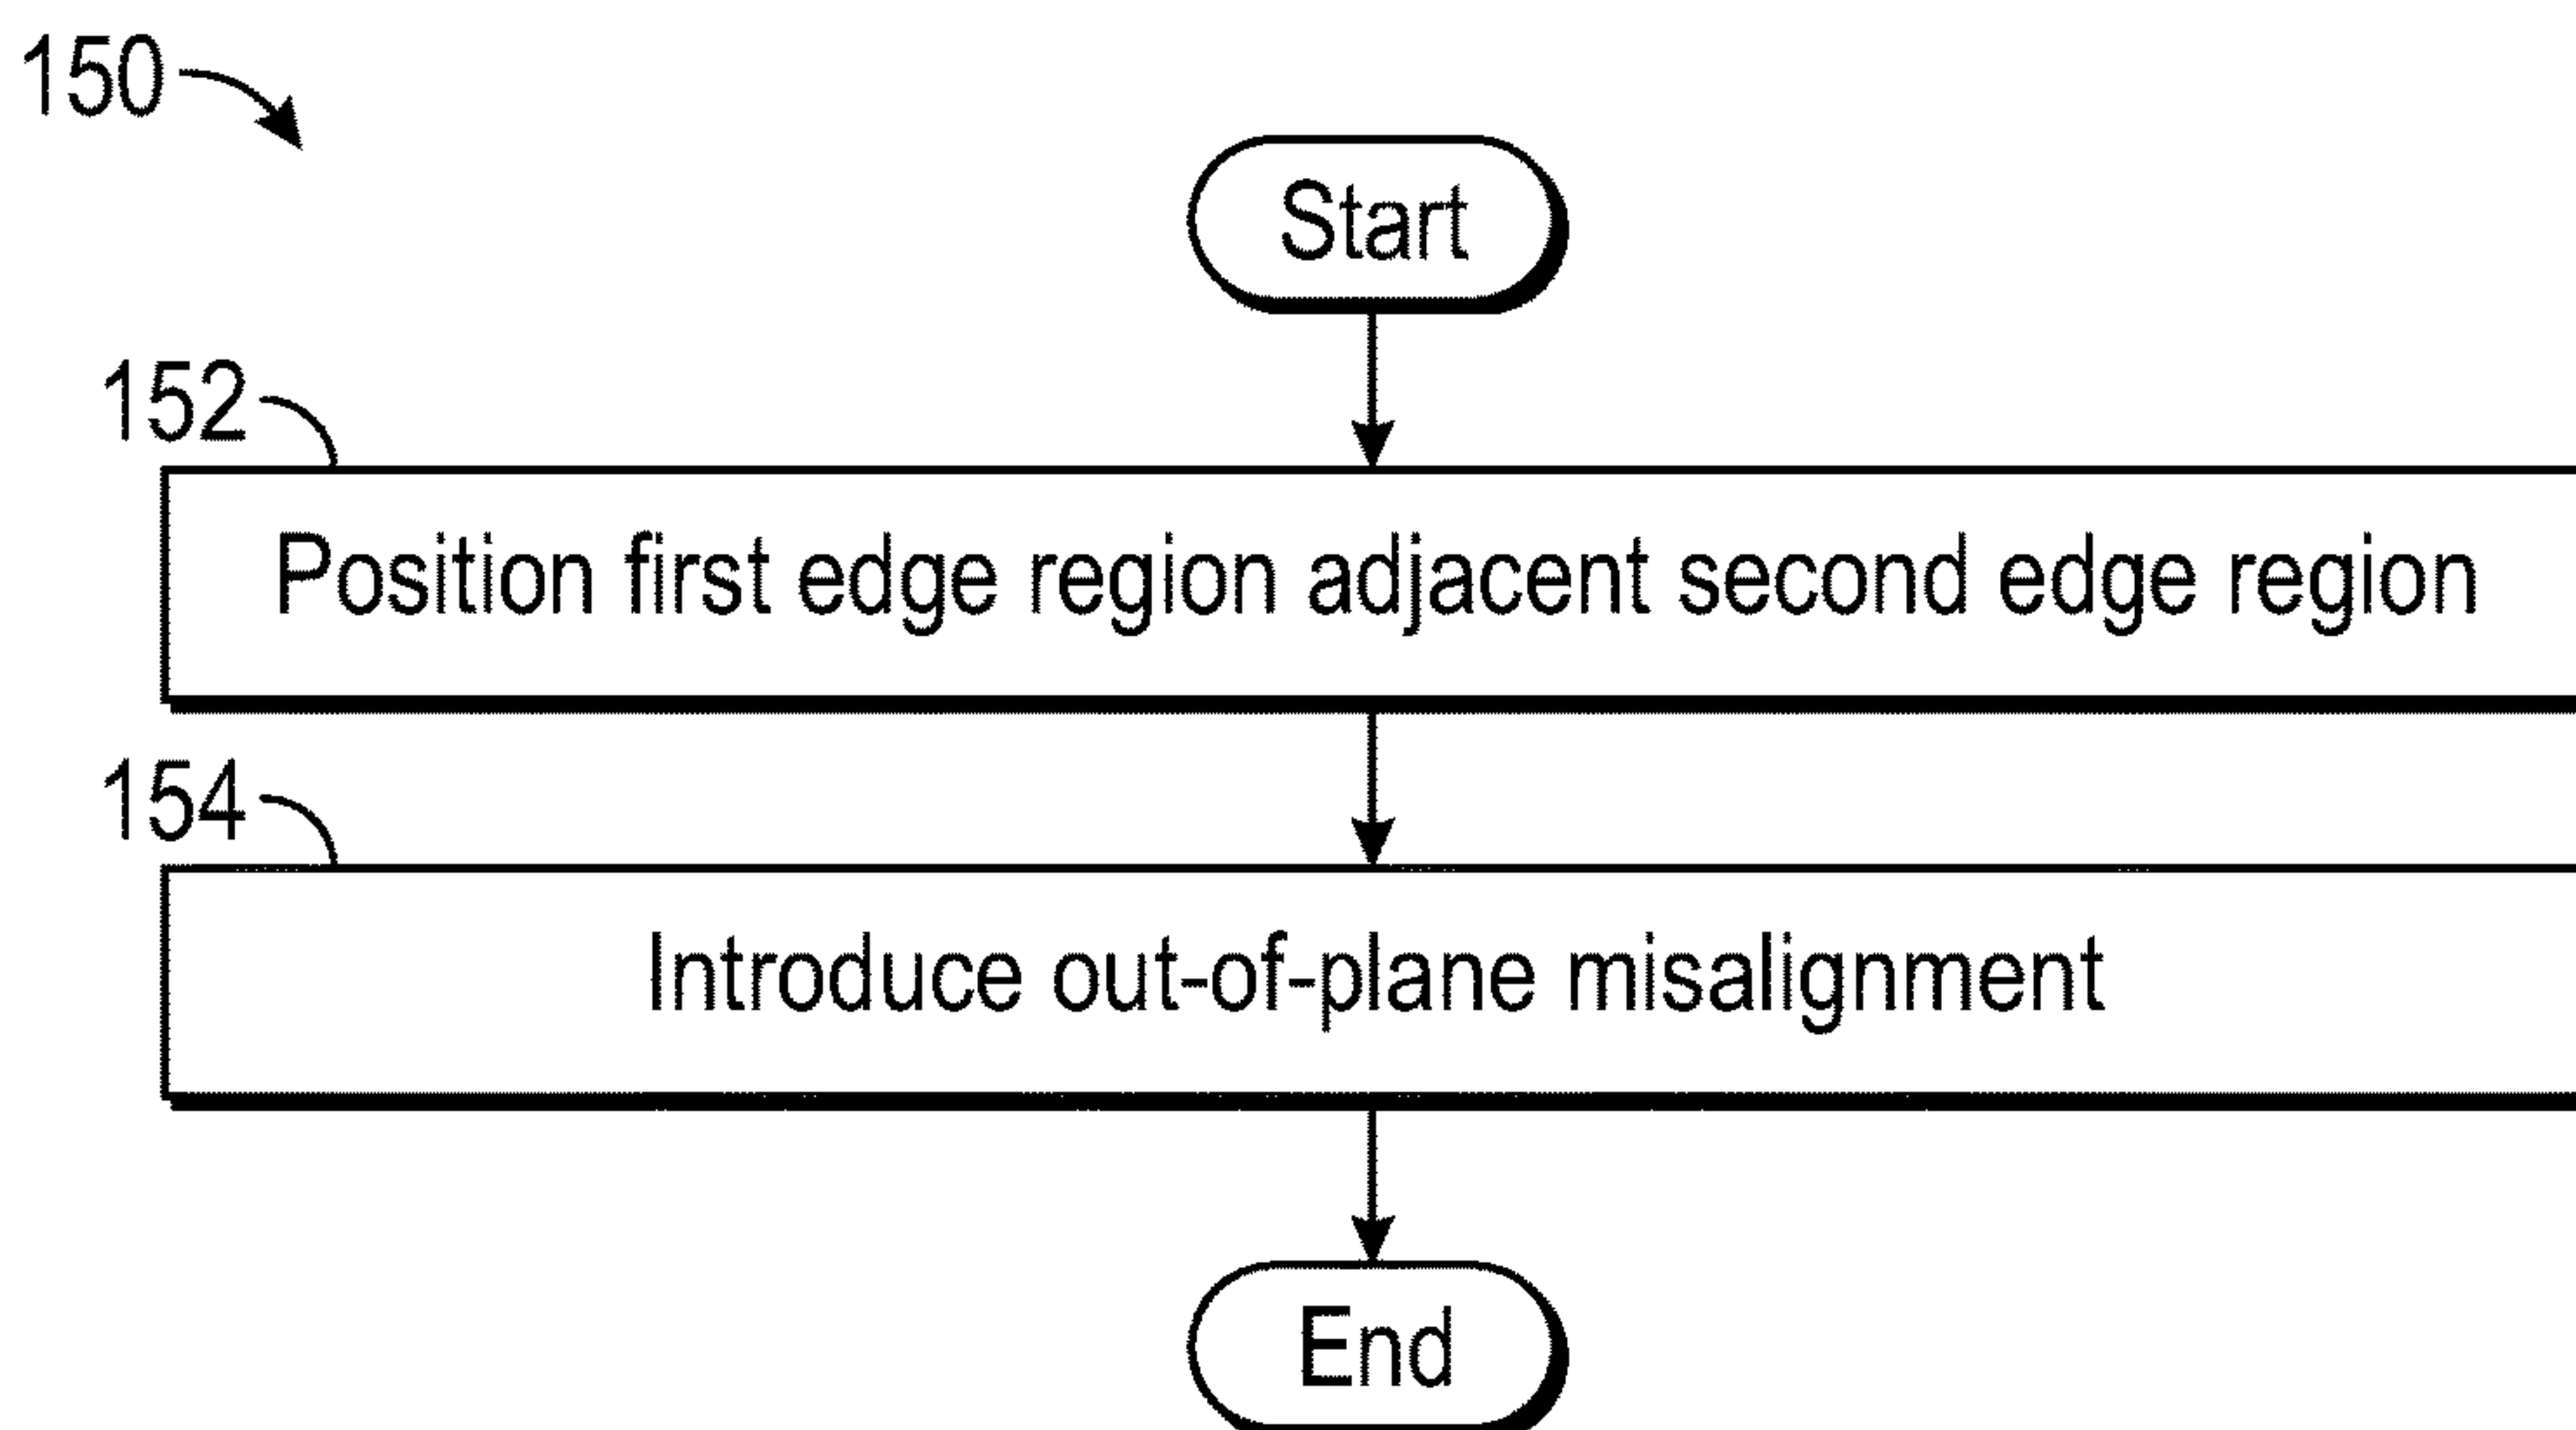 150
Start
152
Position first edge region adjacent second edge region
154
Introduce out-of-plane misalignment
End